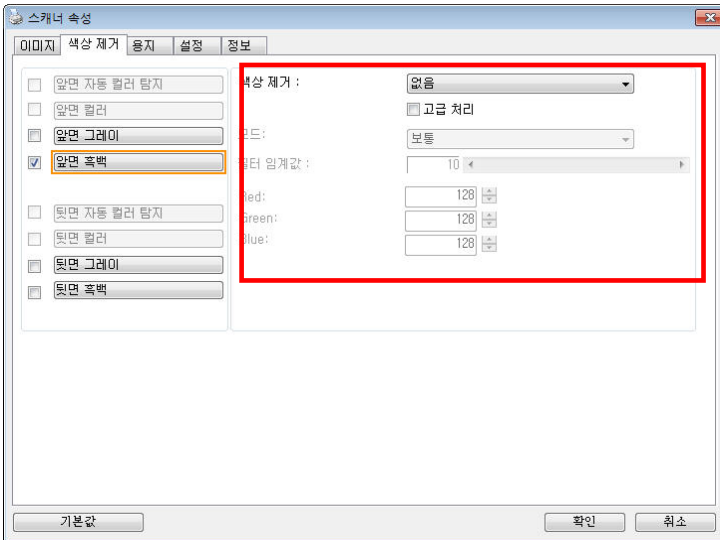 스캐너 속성
이미지 색상 제거 용지 설정 정보
앞면 자동 컬러 탐지
앞면 컬러
앞면 그레이
앞면 흑백
뒷면 자동 컬러 탐지
뒷면 컬러
뒷면 그레이
뒷면 흑백
색상 제거 : 없음
고급 처리
모드: 보통
필터 임계값 : 10
Red: 128
Green: 128
Blue: 128
기본값 확인 취소